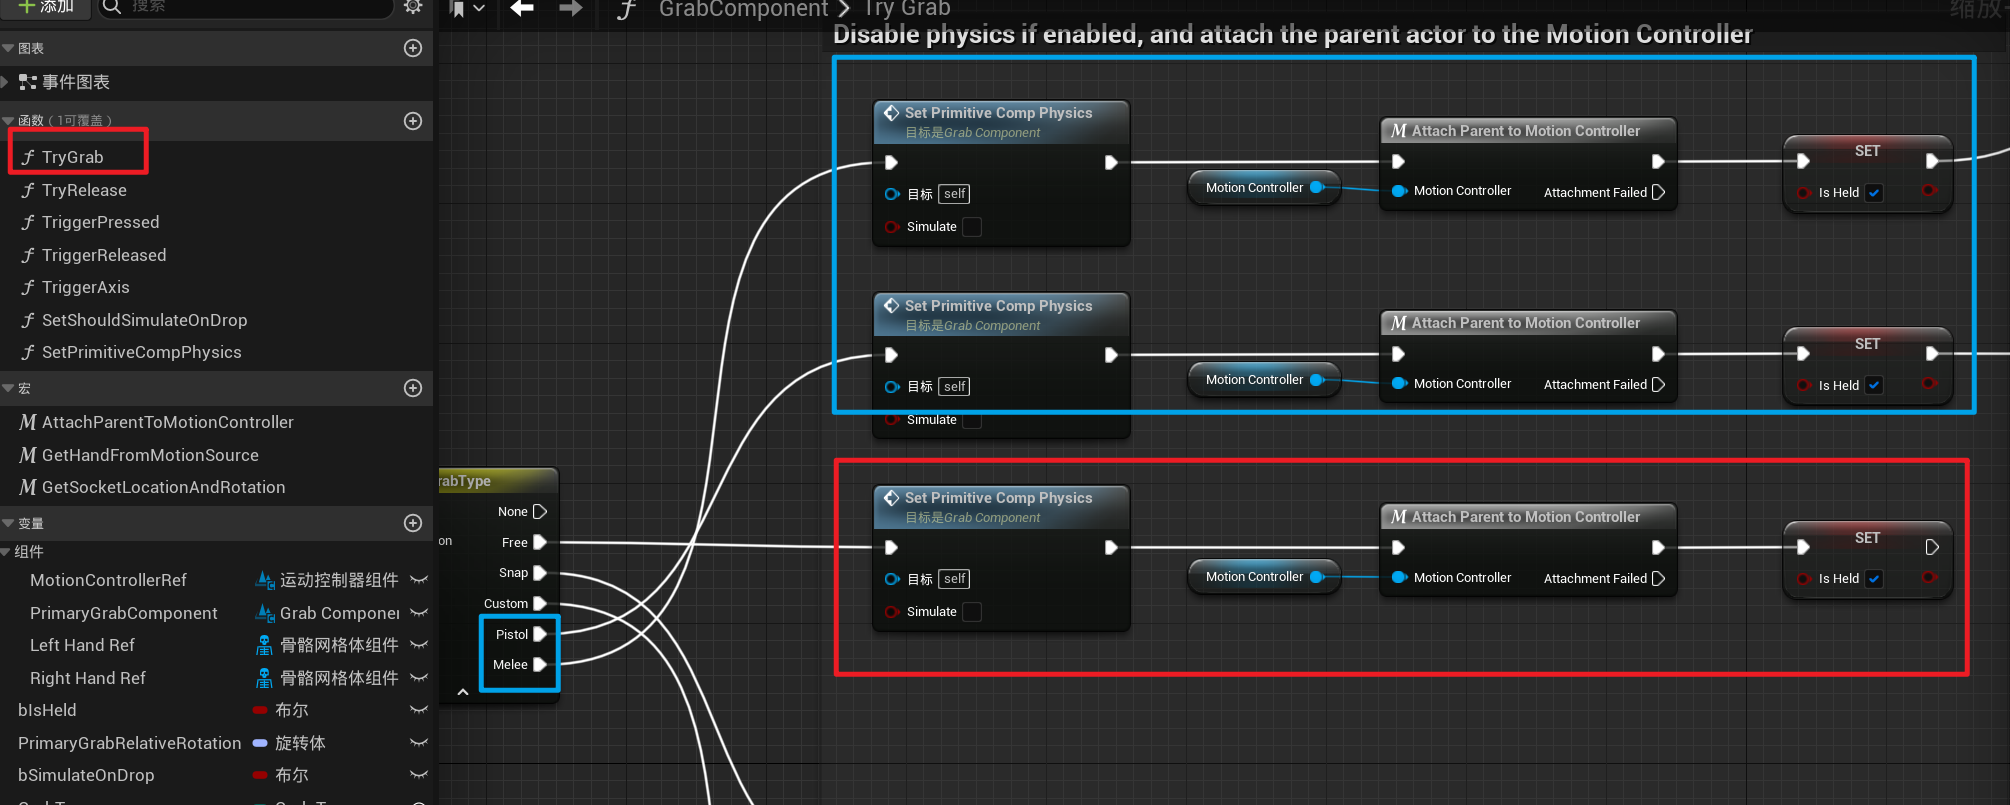 添加
搜索
GrabComponent
Try Grab
缩放
Disable physics if enabled, and attach the parent actor to the Motion Controller
图表
事件图表
函数（1可覆盖）
TryGrab
TryRelease
TriggerPressed
TriggerReleased
TriggerAxis
SetShouldSimulateOnDrop
SetPrimitiveCompPhysics
宏
AttachParentToMotionController
GetHandFromMotionSource
GetSocketLocationAndRotation
变量
组件
MotionControllerRef 运动控制器组件
PrimaryGrabComponent Grab Componer
Left Hand Ref 骨骼网格体组件
Right Hand Ref 骨骼网格体组件
bIsHeld 布尔
PrimaryGrabRelativeRotation 旋转体
bSimulateOnDrop 布尔
rabType
None
on
Free
Snap
Custom
Pistol
Melee
Set Primitive Comp Physics
目标是Grab Component
目标 self
Simulate
Motion Controller
Attach Parent to Motion Controller
Motion Controller
Attachment Failed
SET
Is Held
Set Primitive Comp Physics
目标是Grab Component
目标 self
Simulate
Motion Controller
Attach Parent to Motion Controller
Motion Controller
Attachment Failed
SET
Is Held
Set Primitive Comp Physics
目标是Grab Component
目标 self
Simulate
Motion Controller
Attach Parent to Motion Controller
Motion Controller
Attachment Failed
SET
Is Held